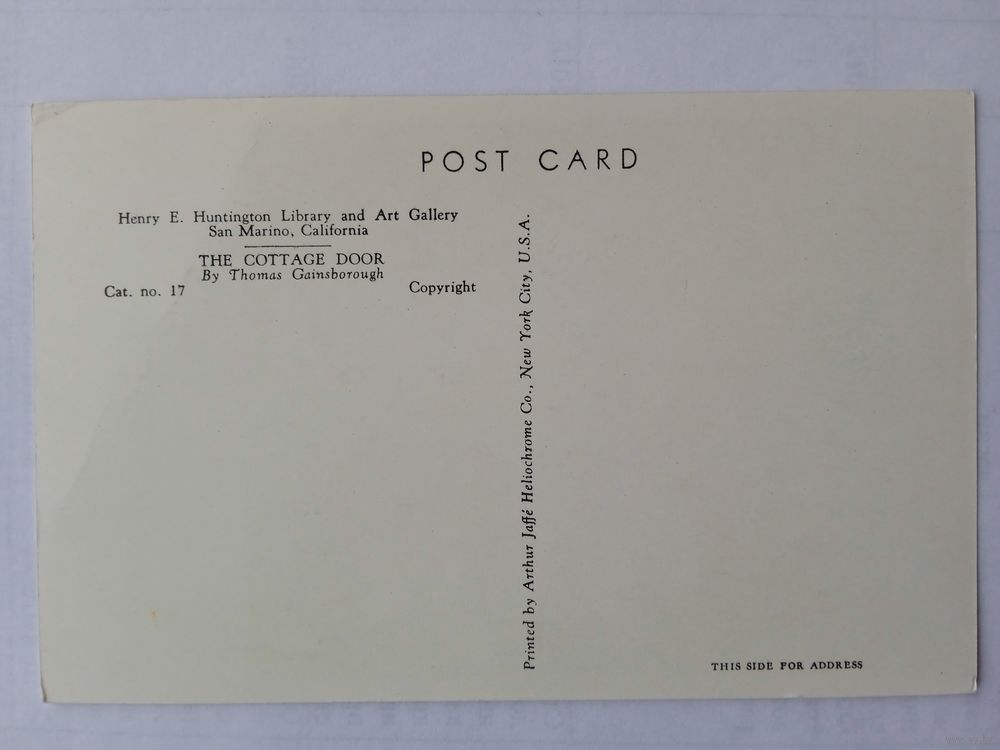 POST CARD
Henry E. Huntington Library and Art Gallery
San Marino, California
THE COTTAGE DOOR
By Thomas Gainsborough
Cat. no. 17
Copyright
Printed by Arthur Jaffé Heliochrome Co., New York City, U.S.A.
THIS SIDE FOR ADDRESS